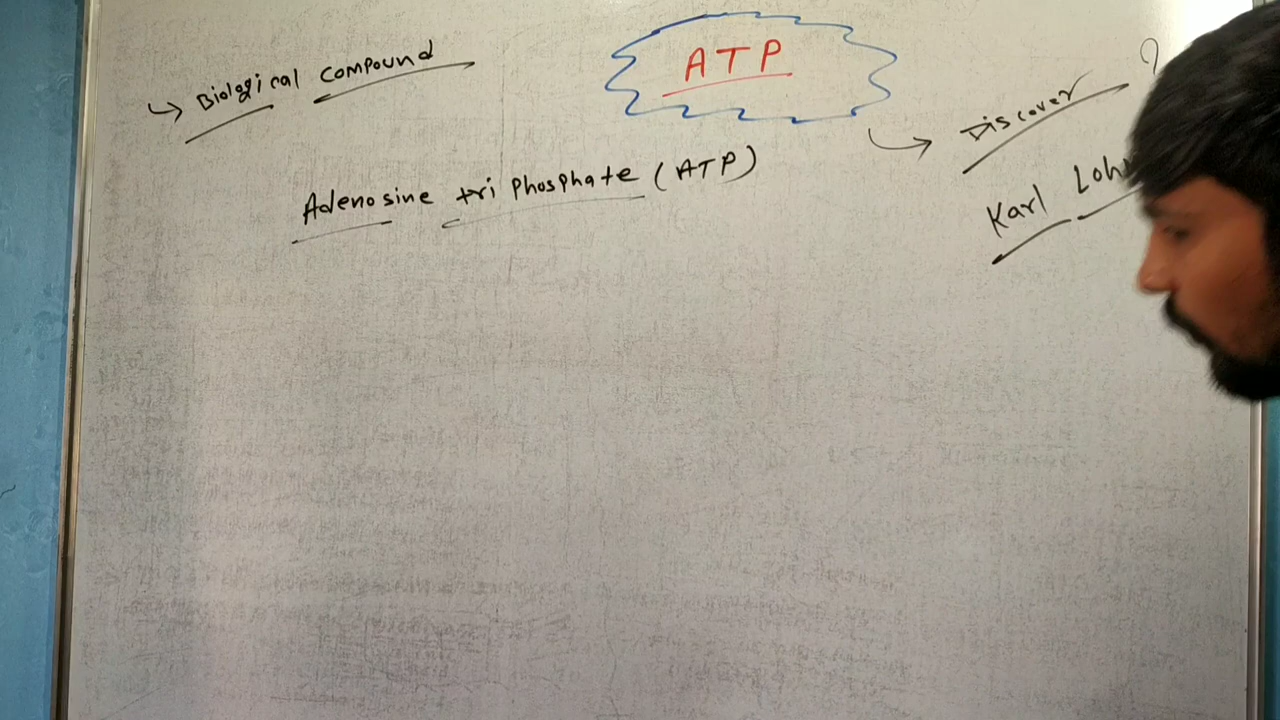 ATP
Biological Compound
Discover ?
Adenosine tri phosphate (ATP)
Karl